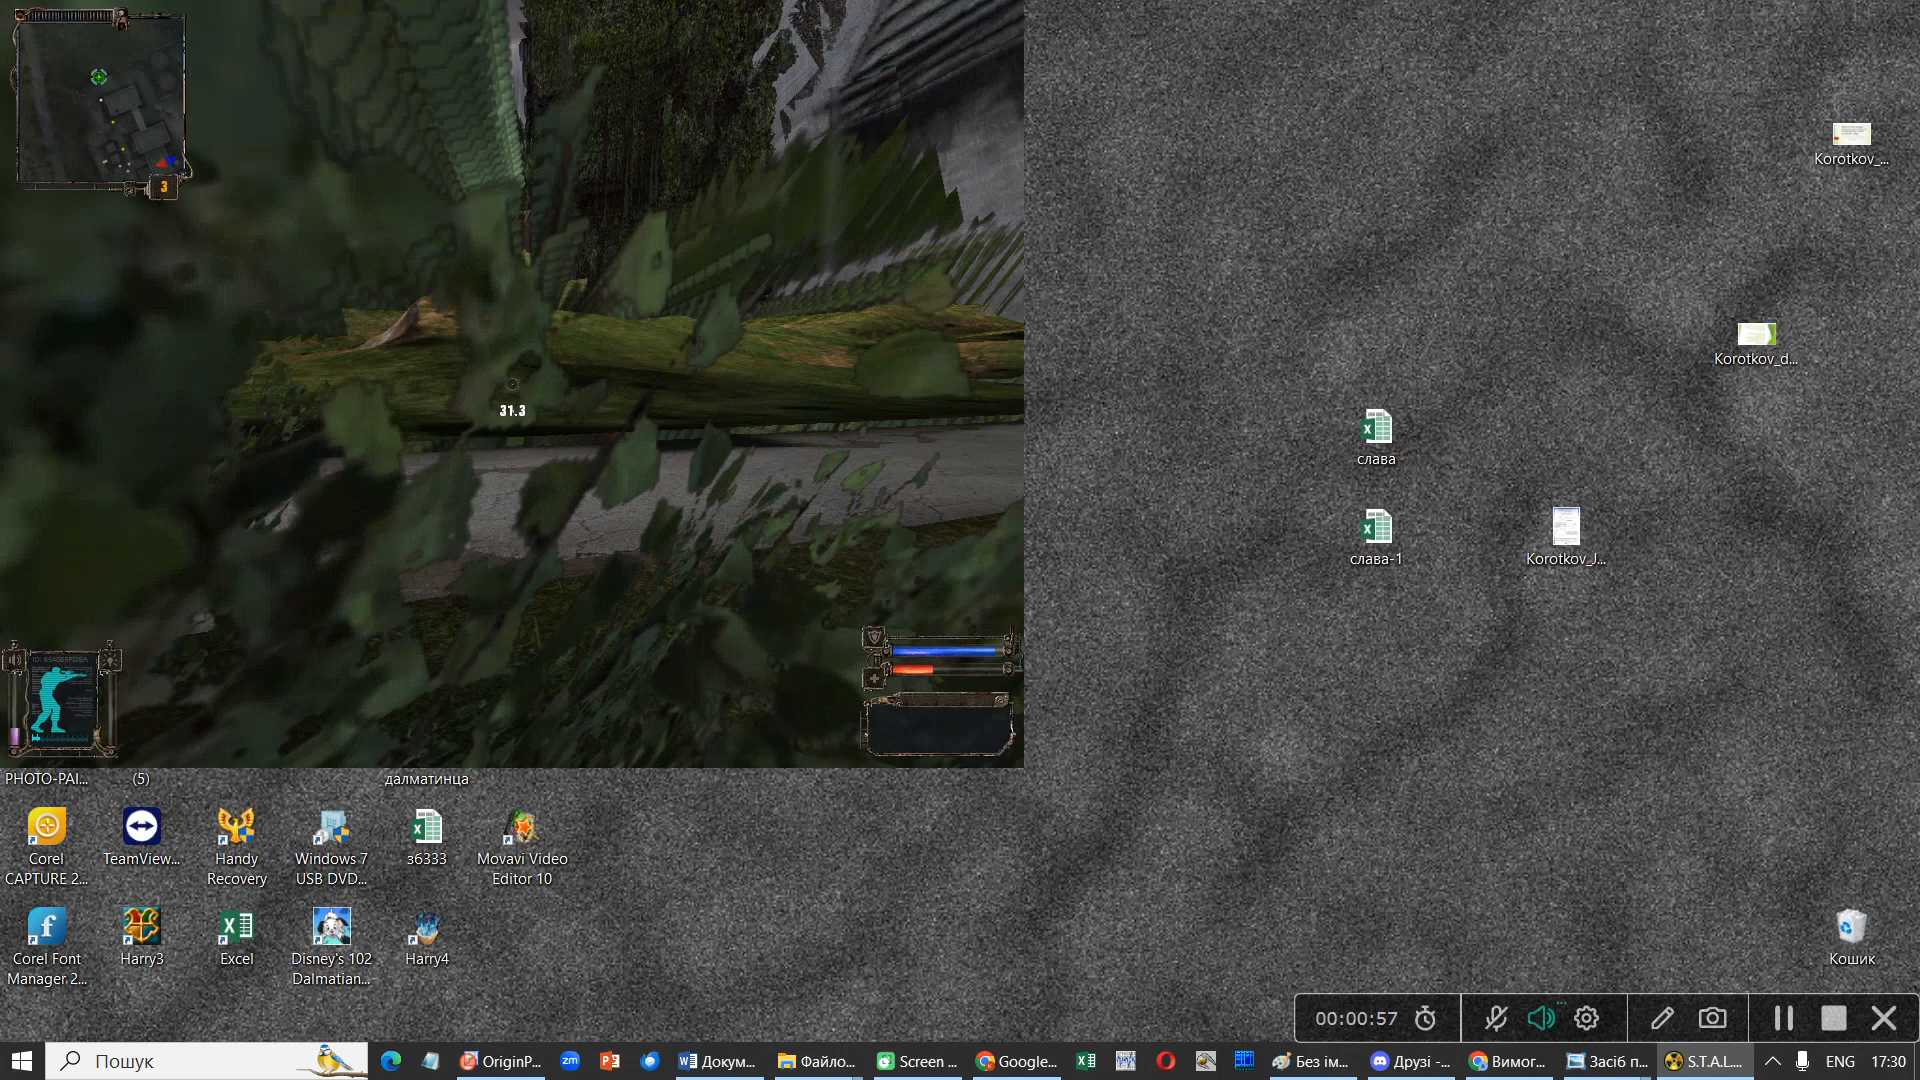 3
31.3
Korotkov_...
Korotkov_d...
слава
слава-1
Korotkov_J...
PHOTO-PAI...
(5)
далматинца
Corel
CAPTURE 2...
TeamView...
Handy
Recovery
Windows 7
USB DVD...
з6333
Movavi Video
Editor 10
Corel Font
Manager 2...
Harry3
Excel
Disney's 102
Dalmatian...
Harry4
Кошик
00:00:57
Пошук
OriginP...
zm
Докум...
Файло...
Screen ...
Google...
Без ім...
Друзі -...
Вимог...
Засіб п...
S.T.A.L...
ENG
17:30